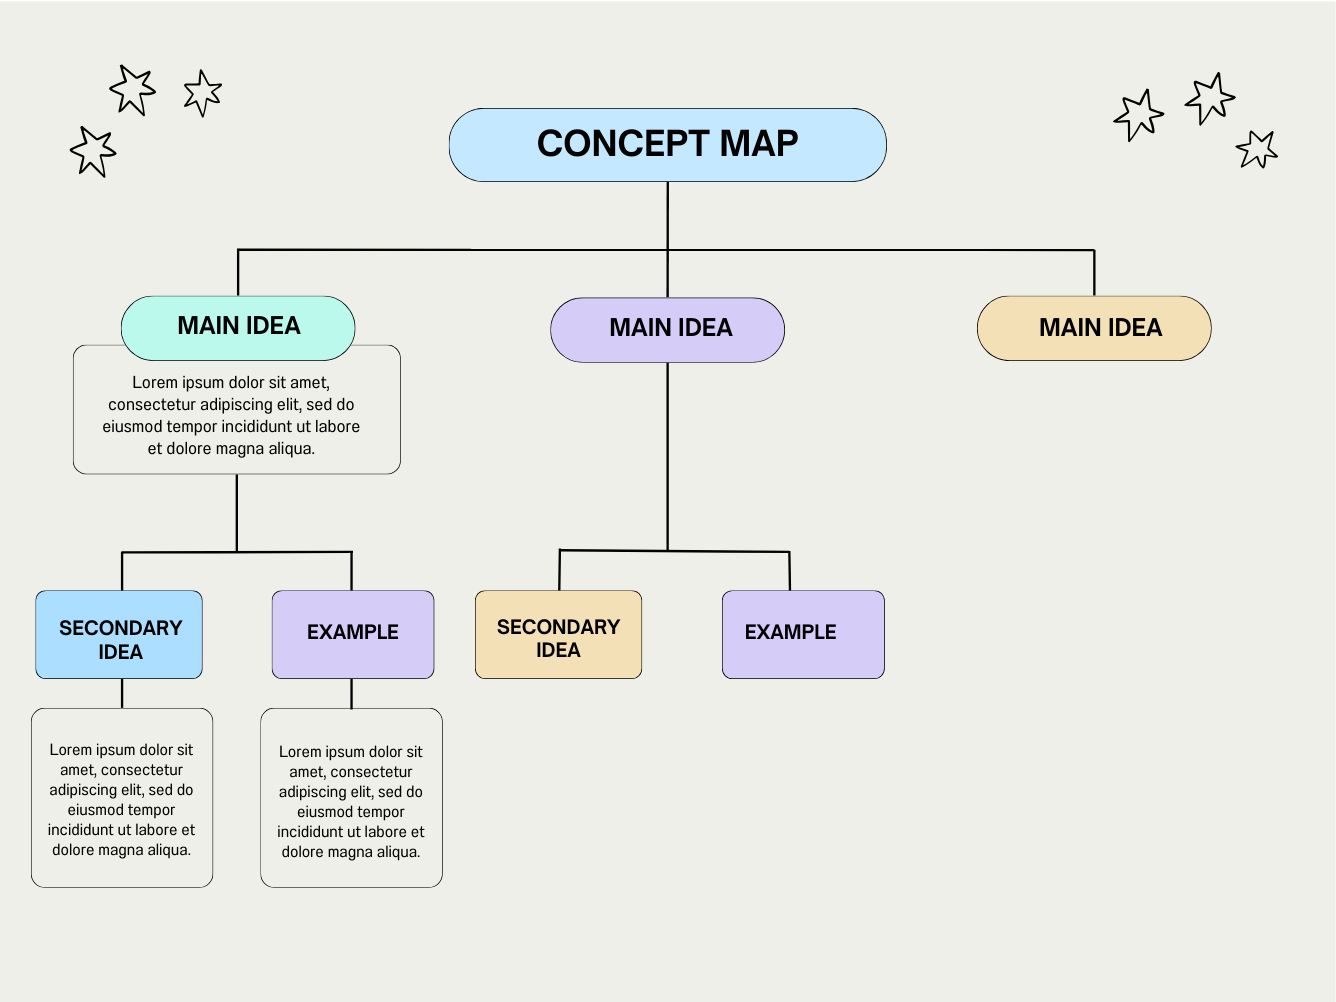 CONCEPT MAP
MAIN IDEA
MAIN IDEA
MAIN IDEA
Lorem ipsum dolor sit amet,
consectetur adipiscing elit, sed do
eiusmod tempor incididunt ut labore
et dolore magna aliqua.
SECONDARY
IDEA
EXAMPLE
SECONDARY
IDEA
EXAMPLE
Lorem ipsum dolor sit
amet, consectetur
adipiscing elit, sed do
eiusmod tempor
incididunt ut labore et
dolore magna aliqua.
Lorem ipsum dolor sit
amet, consectetur
adipiscing elit, sed do
eiusmod tempor
incididunt ut labore et
dolore magna aliqua.